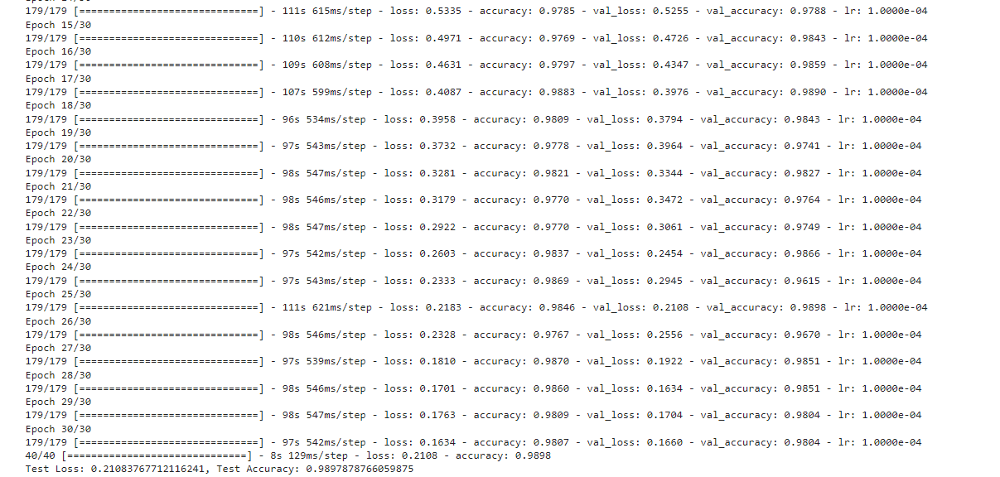 179/179 [==============================] - 111s 615ms/step - loss: 0.5335 - accuracy: 0.9785 - val_loss: 0.5255 - val_accuracy: 0.9788 - lr: 1.0000e-04
Epoch 15/30
179/179 [==============================] - 110s 612ms/step - loss: 0.4971 - accuracy: 0.9769 - val_loss: 0.4726 - val_accuracy: 0.9843 - lr: 1.0000e-04
Epoch 16/30
179/179 [==============================] - 109s 608ms/step - loss: 0.4631 - accuracy: 0.9797 - val_loss: 0.4347 - val_accuracy: 0.9859 - lr: 1.0000e-04
Epoch 17/30
179/179 [==============================] - 107s 599ms/step - loss: 0.4087 - accuracy: 0.9883 - val_loss: 0.3976 - val_accuracy: 0.9890 - lr: 1.0000e-04
Epoch 18/30
179/179 [==============================] - 96s 534ms/step - loss: 0.3958 - accuracy: 0.9809 - val_loss: 0.3794 - val_accuracy: 0.9843 - lr: 1.0000e-04
Epoch 19/30
179/179 [==============================] - 97s 543ms/step - loss: 0.3732 - accuracy: 0.9778 - val_loss: 0.3964 - val_accuracy: 0.9741 - lr: 1.0000e-04
Epoch 20/30
179/179 [==============================] - 98s 547ms/step - loss: 0.3281 - accuracy: 0.9821 - val_loss: 0.3344 - val_accuracy: 0.9827 - lr: 1.0000e-04
Epoch 21/30
179/179 [==============================] - 98s 546ms/step - loss: 0.3179 - accuracy: 0.9770 - val_loss: 0.3472 - val_accuracy: 0.9764 - lr: 1.0000e-04
Epoch 22/30
179/179 [==============================] - 98s 547ms/step - loss: 0.2922 - accuracy: 0.9770 - val_loss: 0.3061 - val_accuracy: 0.9749 - lr: 1.0000e-04
Epoch 23/30
179/179 [==============================] - 97s 542ms/step - loss: 0.2603 - accuracy: 0.9837 - val_loss: 0.2454 - val_accuracy: 0.9866 - lr: 1.0000e-04
Epoch 24/30
179/179 [==============================] - 97s 543ms/step - loss: 0.2333 - accuracy: 0.9869 - val_loss: 0.2945 - val_accuracy: 0.9615 - lr: 1.0000e-04
Epoch 25/30
179/179 [==============================] - 111s 621ms/step - loss: 0.2183 - accuracy: 0.9846 - val_loss: 0.2108 - val_accuracy: 0.9898 - lr: 1.0000e-04
Epoch 26/30
179/179 [==============================] - 98s 546ms/step - loss: 0.2328 - accuracy: 0.9767 - val_loss: 0.2556 - val_accuracy: 0.9670 - lr: 1.0000e-04
Epoch 27/30
179/179 [==============================] - 97s 539ms/step - loss: 0.1810 - accuracy: 0.9870 - val_loss: 0.1922 - val_accuracy: 0.9851 - lr: 1.0000e-04
Epoch 28/30
179/179 [==============================] - 98s 546ms/step - loss: 0.1701 - accuracy: 0.9860 - val_loss: 0.1634 - val_accuracy: 0.9851 - lr: 1.0000e-04
Epoch 29/30
179/179 [==============================] - 98s 547ms/step - loss: 0.1763 - accuracy: 0.9809 - val_loss: 0.1704 - val_accuracy: 0.9804 - lr: 1.0000e-04
Epoch 30/30
179/179 [==============================] - 97s 542ms/step - loss: 0.1634 - accuracy: 0.9807 - val_loss: 0.1660 - val_accuracy: 0.9804 - lr: 1.0000e-04
40/40 [==============================] - 8s 129ms/step - loss: 0.2108 - accuracy: 0.9898
Test Loss: 0.21083767712116241, Test Accuracy: 0.9897878766059875